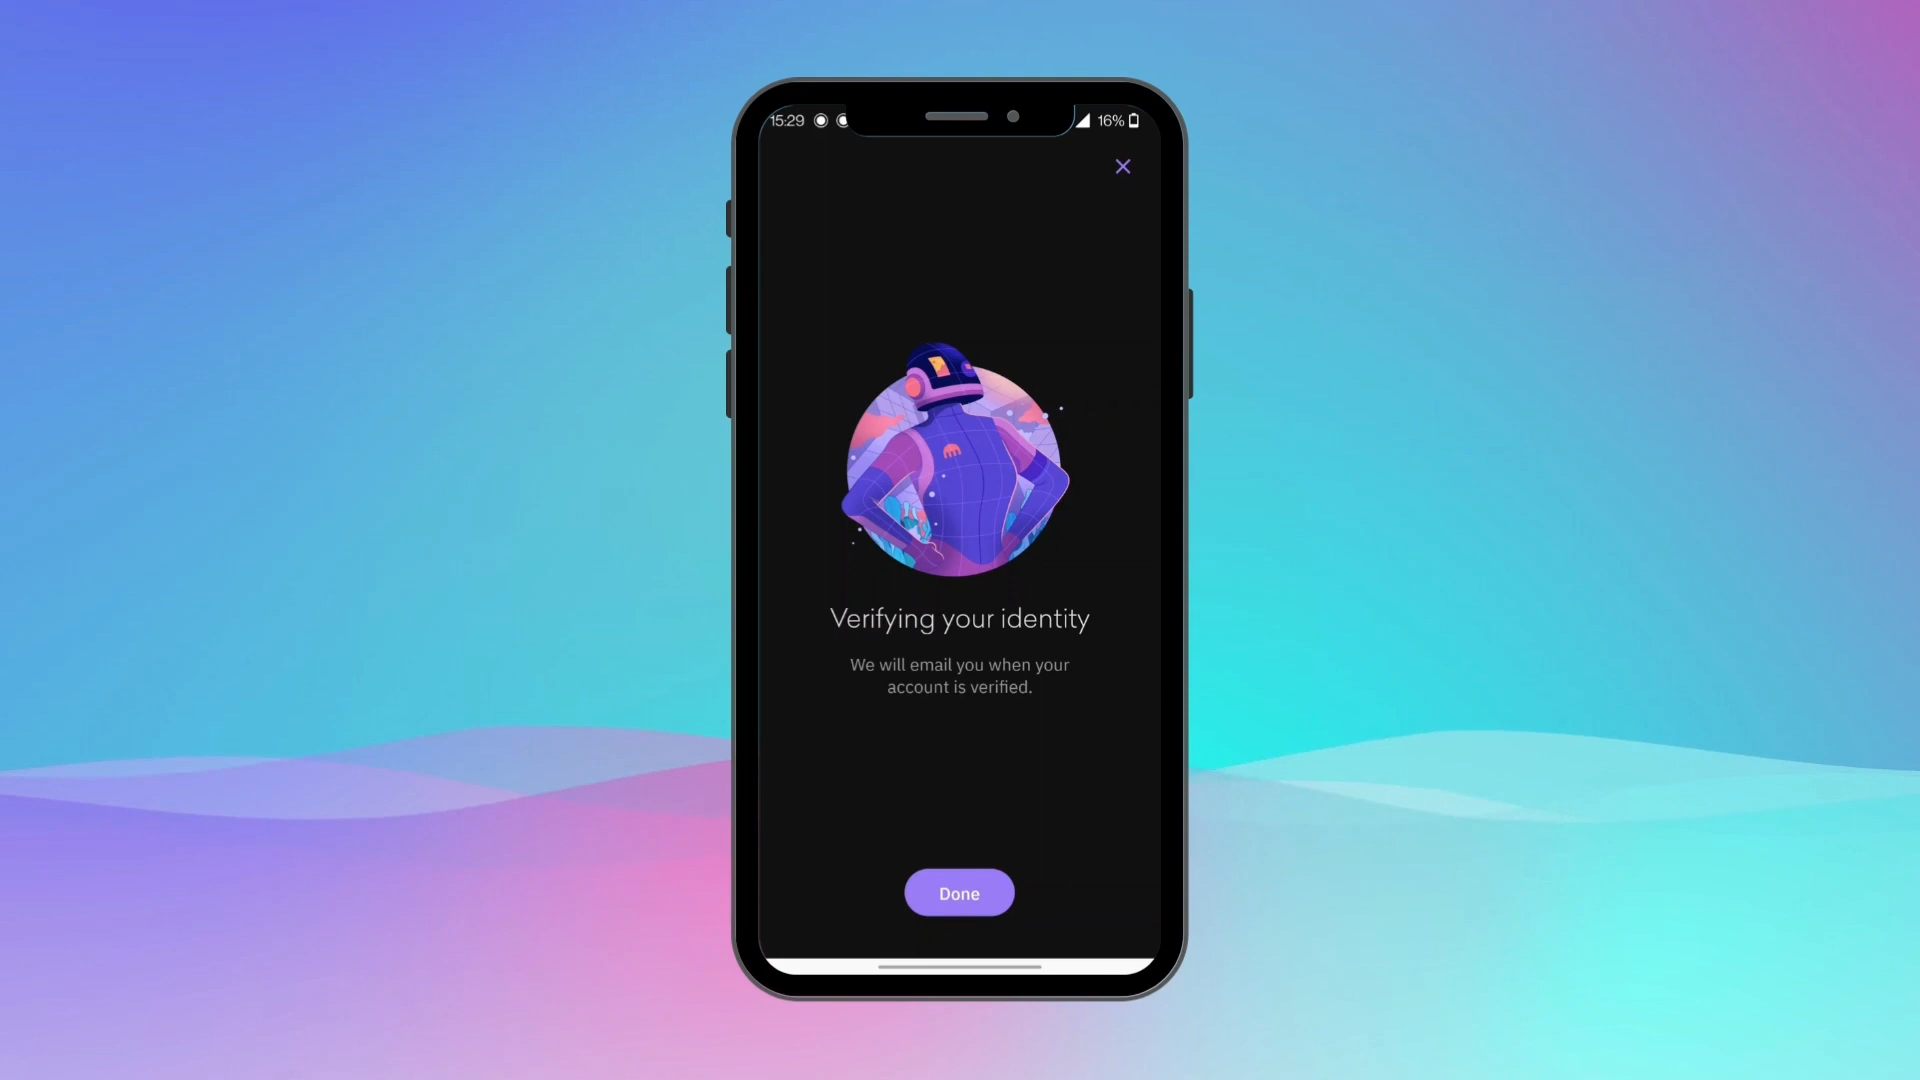 15:29 16%
Verifying your identity
We will email you when your
account is verified.
Done